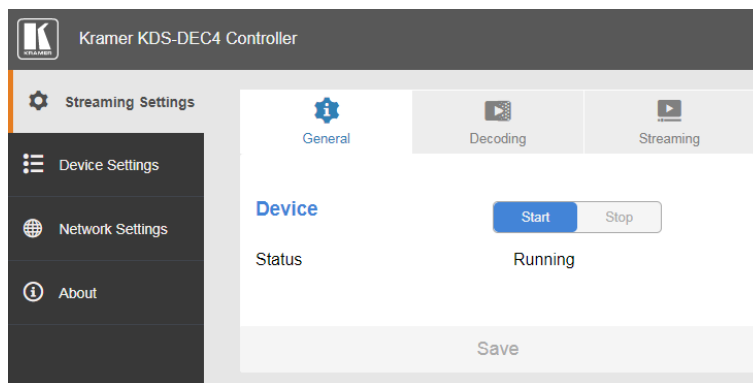 KRAMER
Kramer KDS-DEC4 Controller
Streaming Settings
Device Settings
Network Settings
About
General
Decoding
Streaming
Device
Start
Stop
Status
Running
Save